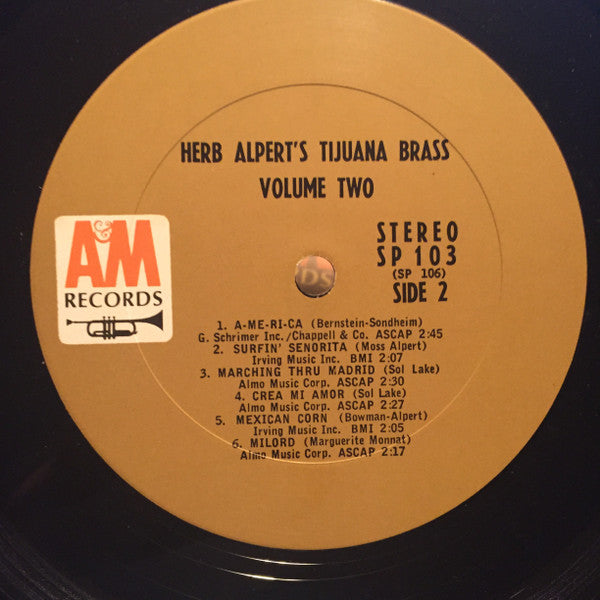 HERB ALPERT'S TIJUANA BRASS
VOLUME TWO
A&M
RECORDS
STEREO
SP 103
(SP 106)
SIDE 2
DS
1. A-ME-RI-CA (Bernstein-Sondheim)
G. Schrimer Inc./Chappell & Co. ASCAP 2:45
2. SURFIN' SENORITA (Moss Alpert)
Irving Music Inc. BMI 2:07
3. MARCHING THRU MADRID (Sol Lake)
Almo Music Corp. ASCAP 2:30
4. CREA MI AMOR (Sol Lake)
Almo Music Corp. ASCAP 2:27
5. MEXICAN CORN (Bowman-Alpert)
Irving Music Inc. BMI 2:05
6. MILORD (Marguerite Monnat)
Almo Music Corp. ASCAP 2:17